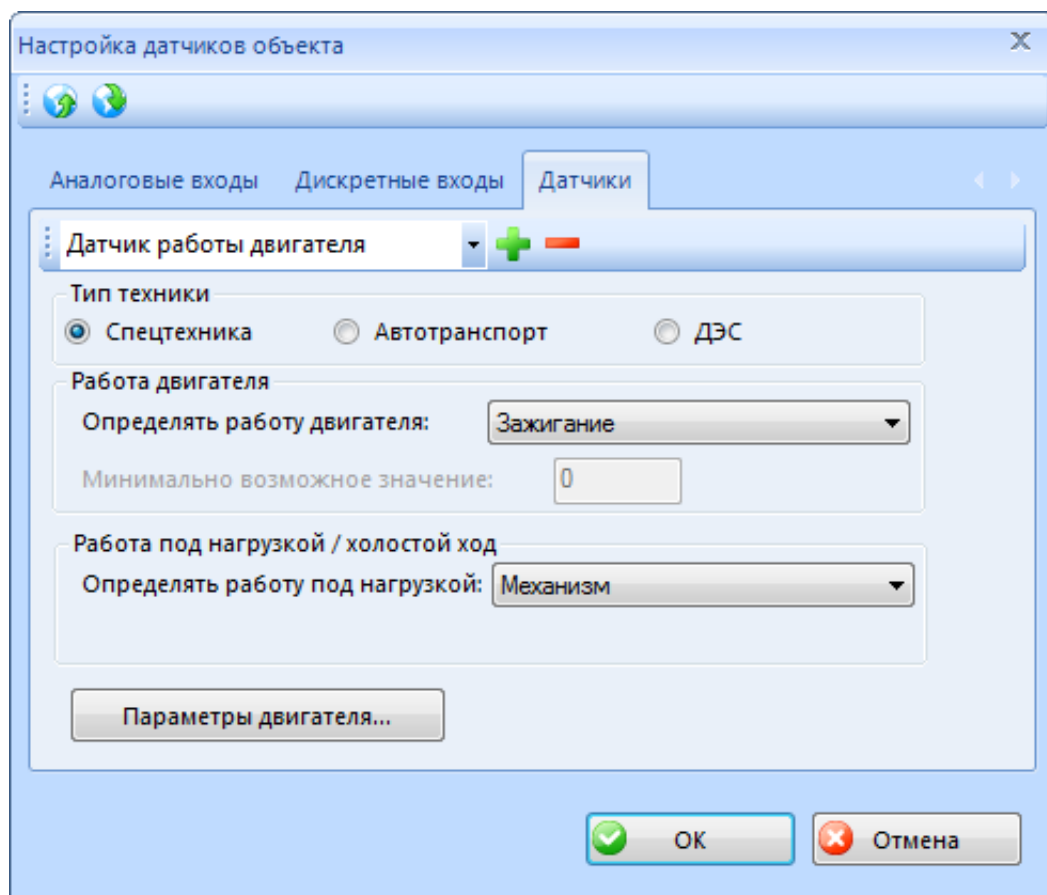 Настройка датчиков объекта
Аналоговые входы Дискретные входы Датчики
Датчик работы двигателя
Тип техники
Спецтехника Автотранспорт ДЭС
Работа двигателя
Определять работу двигателя: Зажигание
Минимально возможное значение: 0
Работа под нагрузкой / холостой ход
Определять работу под нагрузкой: Механизм
Параметры двигателя...
ОК Отмена